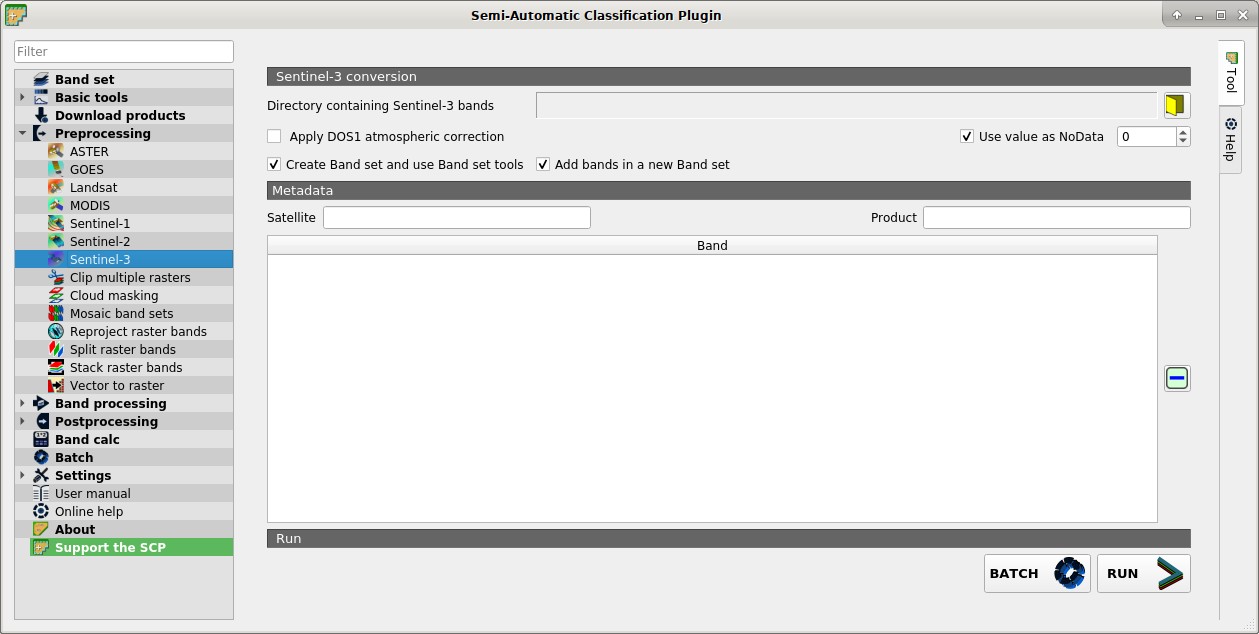 Semi-Automatic Classification Plugin
Filter
Band set
Basic tools
Download products
Preprocessing
ASTER
GOES
Landsat
MODIS
Sentinel-1
Sentinel-2
Sentinel-3
Clip multiple rasters
Cloud masking
Mosaic band sets
Reproject raster bands
Split raster bands
Stack raster bands
Vector to raster
Band processing
Postprocessing
Band calc
Batch
Settings
User manual
Online help
About
Support the SCP
Sentinel-3 conversion
Directory containing Sentinel-3 bands
Apply DOS1 atmospheric correction
Use value as NoData 0
Create Band set and use Band set tools
Add bands in a new Band set
Metadata
Satellite
Product
Band
Run
BATCH
RUN
Tool
Help